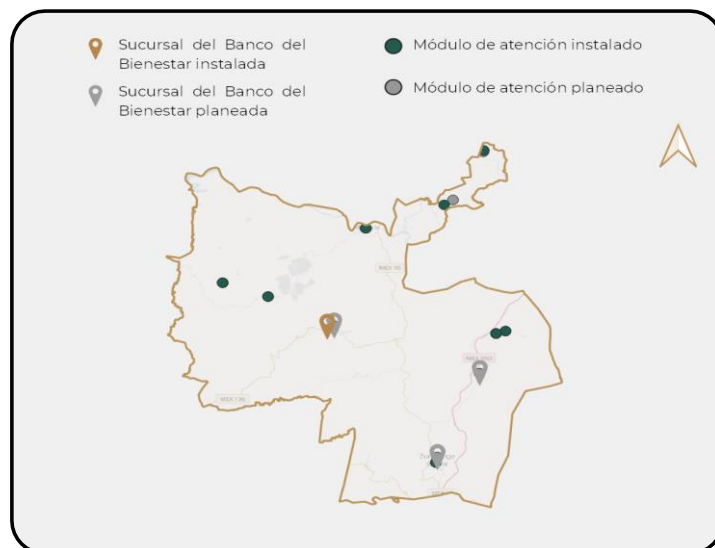 Sucursal del Banco del
Bienestar instalada
Sucursal del Banco del
Bienestar planeada
Módulo de atención instalado
Módulo de atención planeado